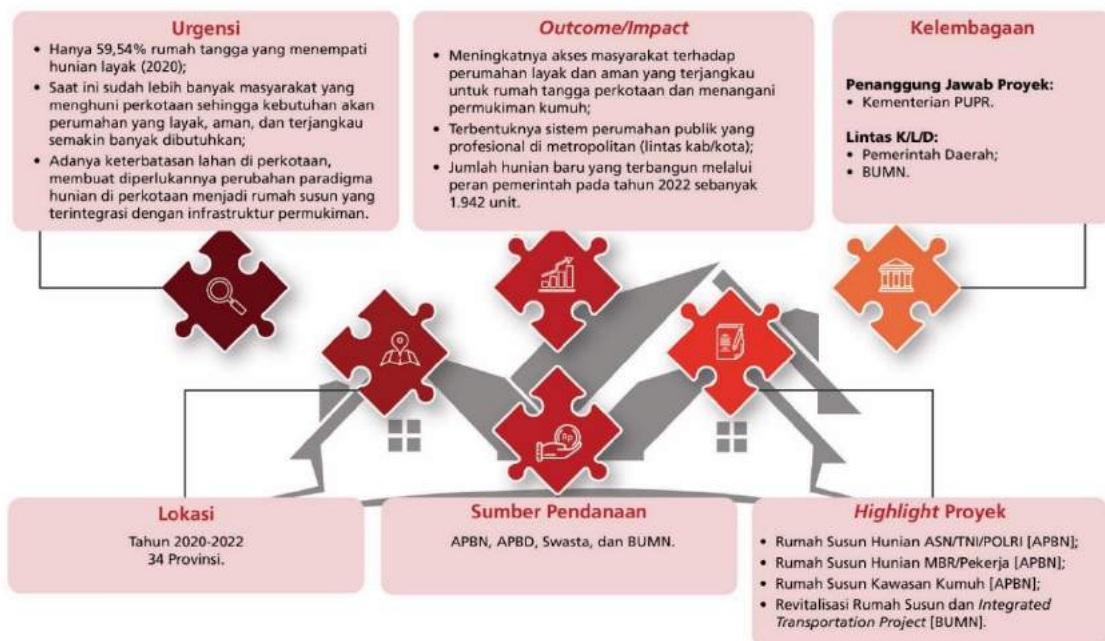 Urgensi
• Hanya 59,54% rumah tangga yang menempati
hunian layak (2020);
• Saat ini sudah lebih banyak masyarakat yang
menghuni perkotaan sehingga kebutuhan akan
perumahan yang layak, aman, dan terjangkau
semakin banyak dibutuhkan;
• Adanya keterbatasan lahan di perkotaan,
membuat diperlukannya perubahan paradigma
hunian di perkotaan menjadi rumah susun yang
terintegrasi dengan infrastruktur permukiman.
Outcome/Impact
• Meningkatnya akses masyarakat terhadap
perumahan layak dan aman yang terjangkau
untuk rumah tangga perkotaan dan menangani
permukiman kumuh;
• Terbentuknya sistem perumahan publik yang
profesional di metropolitan (lintas kab/kota);
• Jumlah hunian baru yang terbangun melalui
peran pemerintah pada tahun 2022 sebanyak
1.942 unit.
Kelembagaan
Penanggung Jawab Proyek:
• Kementerian PUPR.
Lintas K/L/D:
• Pemerintah Daerah;
• BUMN.
Rp
Lokasi
Tahun 2020-2022
34 Provinsi.
Sumber Pendanaan
APBN, APBD, Swasta, dan BUMN.
Highlight Proyek
• Rumah Susun Hunian ASN/TNI/POLRI [APBN];
• Rumah Susun Hunian MBR/Pekerja [APBN];
• Rumah Susun Kawasan Kumuh [APBN];
• Revitalisasi Rumah Susun dan Integrated
Transportation Project [BUMN].